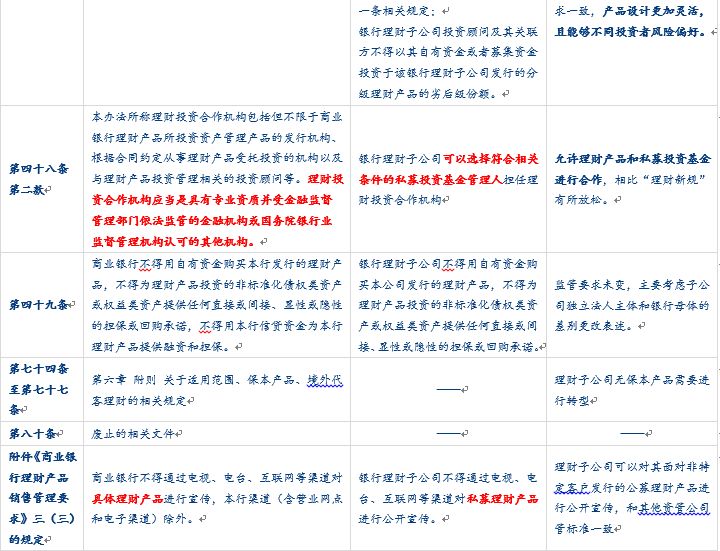 一条相关规定：
银行理财子公司投资顾问及其关联
方不得以其自有资金或者募集资金
投资于该银行理财子公司发行的分
级理财产品的劣后级份额。
求一致，产品设计更加灵活，
且能够不同投资者风险偏好。
第四十八条
第二款
本办法所称理财投资合作机构包括但不限于商业
银行理财产品所投资资产管理产品的发行机构、
根据合同约定从事理财产品受托投资的机构以及
与理财产品投资管理相关的投资顾问等。理财投
资合作机构应当是具有专业资质并受金融监督
管理部门依法监管的金融机构或国务院银行业
监督管理机构认可的其他机构。
银行理财子公司可以选择符合相关
条件的私募投资基金管理人担任理
财投资合作机构
允许理财产品和私募投资基金
进行合作，相比“理财新规”
有所放松。
第四十九条
商业银行不得用自有资金购买本行发行的理财产
品，不得为理财产品投资的非标准化债权类资产
或权益类资产提供任何直接或间接、显性或隐性
的担保或回购承诺，不得用本行信贷资金为本行
理财产品提供融资和担保。
银行理财子公司不得用自有资金购
买本公司发行的理财产品，不得为
理财产品投资的非标准化债权类资
产或权益类资产提供任何直接或间
接、显性或隐性的担保或回购承诺。
监管要求未变，主要考虑子公
司独立法人主体和银行母体的
差别更改表述。
第七十四条
至第七十七
条
第六章 附则 关于适用范围、保本产品、境外代
客理财的相关规定
——
理财子公司无保本产品需要进
行转型
第八十条
废止的相关文件
——
——
附件《商业银
行理财产品
销售管理要
求》三（三）
的规定
商业银行不得通过电视、电台、互联网等渠道对
具体理财产品进行宣传，本行渠道（含营业网点
和电子渠道）除外。
银行理财子公司不得通过电视、电
台、互联网等渠道对私募理财产品
进行公开宣传。
理财子公司可以对其面对非特
定客户发行的公募理财产品进
行公开宣传，和其他资管公司
管标准一致